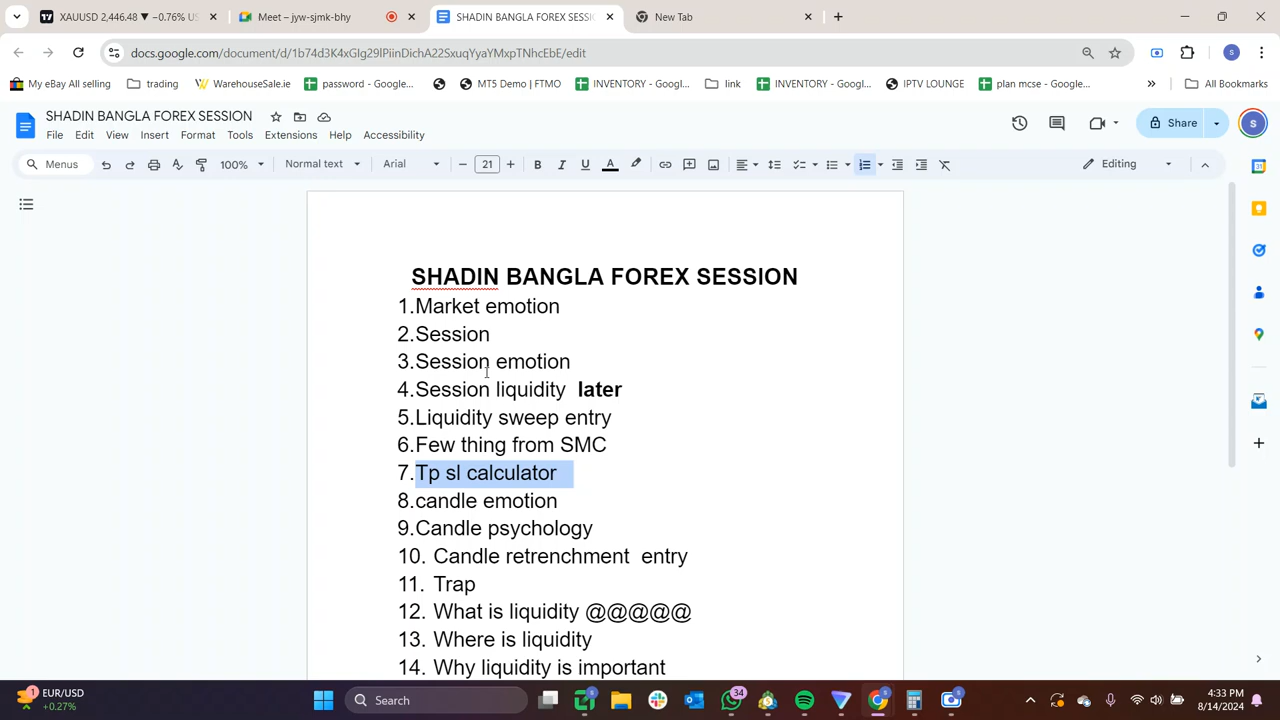 XAUUSD 2,446.48 ▼ −0.76% U
Meet – jyw-sjmk-bhy
SHADIN BANGLA FOREX SESSI
New Tab
docs.google.com/document/d/1b74d3K4xGIg29lPiinDichA22SxuqYyaYMxpTNhcEbE/edit
My eBay All selling
trading
WarehouseSale.ie
password - Google...
MT5 Demo | FTMO
INVENTORY - Googl...
link
INVENTORY - Googl...
IPTV LOUNGE
plan mcse - Google...
All Bookmarks
SHADIN BANGLA FOREX SESSION
File Edit View Insert Format Tools Extensions Help Accessibility
Share
Menus
100%
Normal text
Arial
21
Editing
SHADIN BANGLA FOREX SESSION
1.Market emotion
2.Session
3.Session emotion
4.Session liquidity later
5.Liquidity sweep entry
6.Few thing from SMC
7.Tp sl calculator
8.candle emotion
9.Candle psychology
10. Candle retrenchment entry
11. Trap
12. What is liquidity @@@@@
13. Where is liquidity
14. Why liquidity is important
EUR/USD
+0.27%
Search
34
4:33 PM
8/14/2024